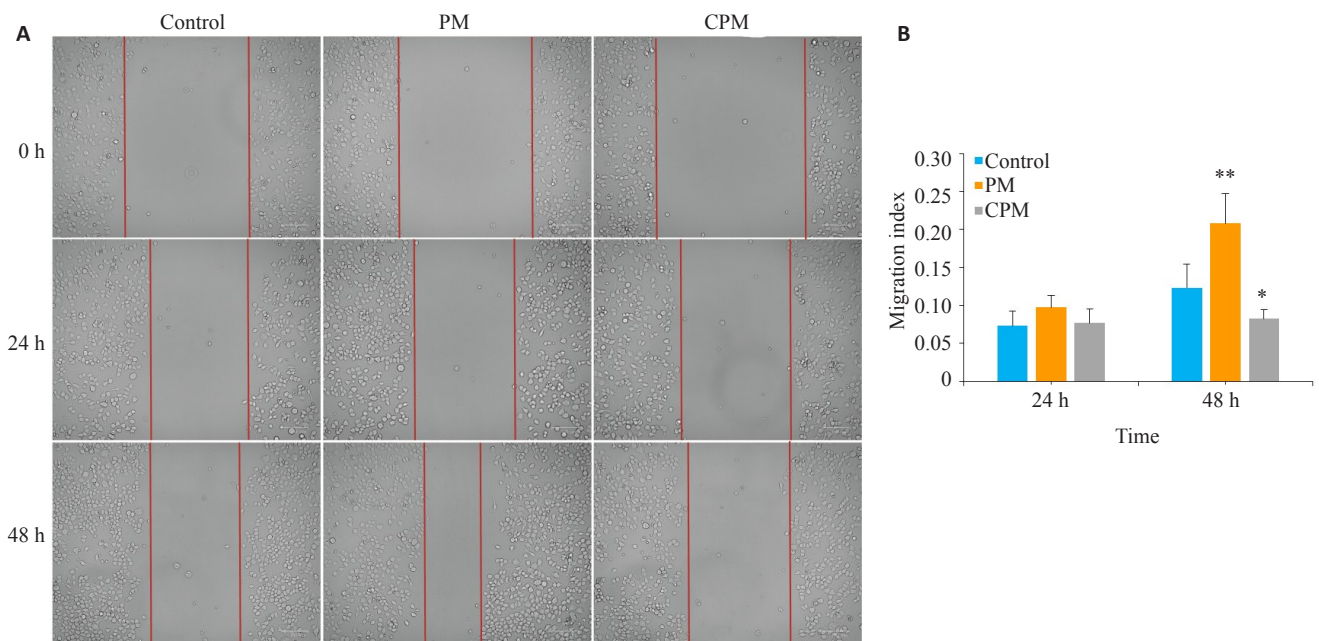 A
Control
PM
CPM
0 h
24 h
48 h
B
Migration index
0.30
0.25
0.20
0.15
0.10
0.05
0
Control
PM
CPM
**
*
24 h
48 h
Time